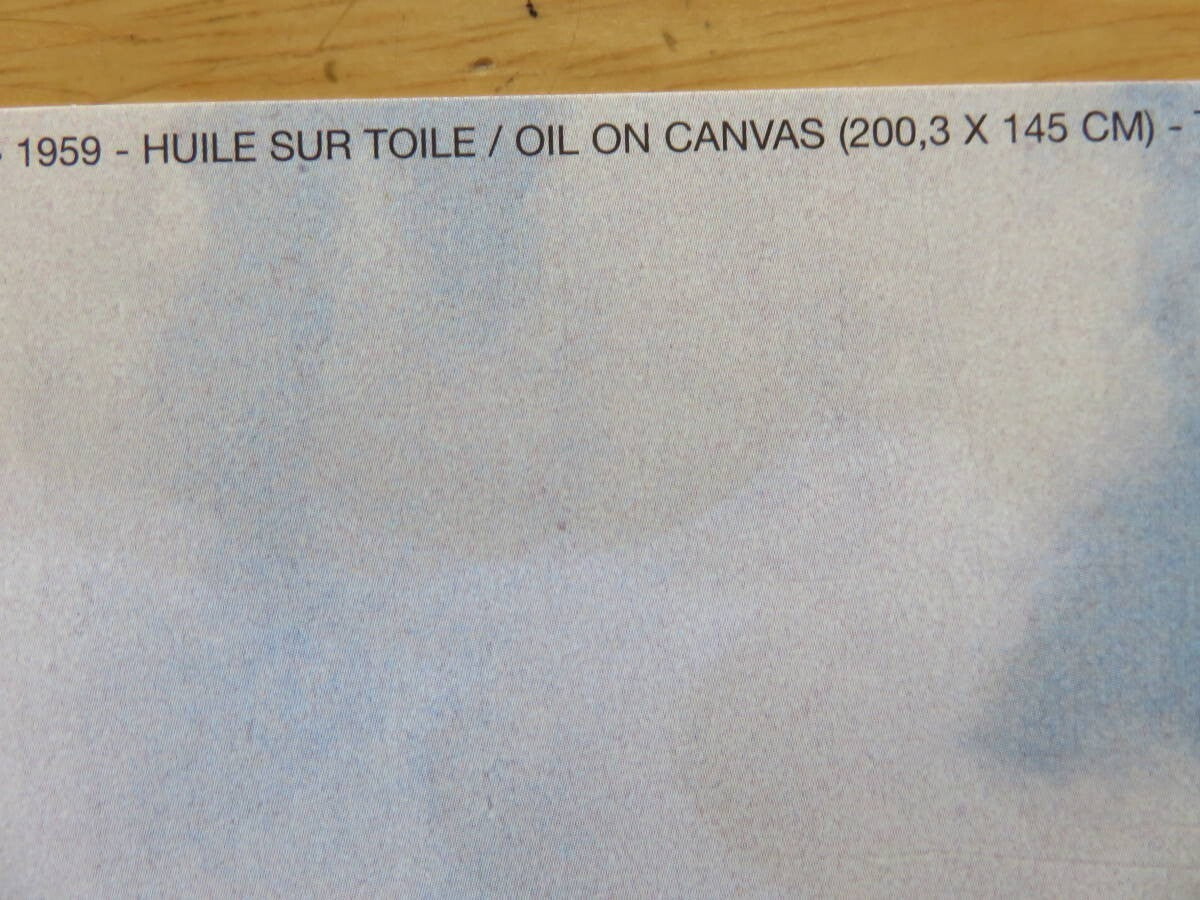 1959 - HUILE SUR TOILE / OIL ON CANVAS (200,3 X 145 CM) -